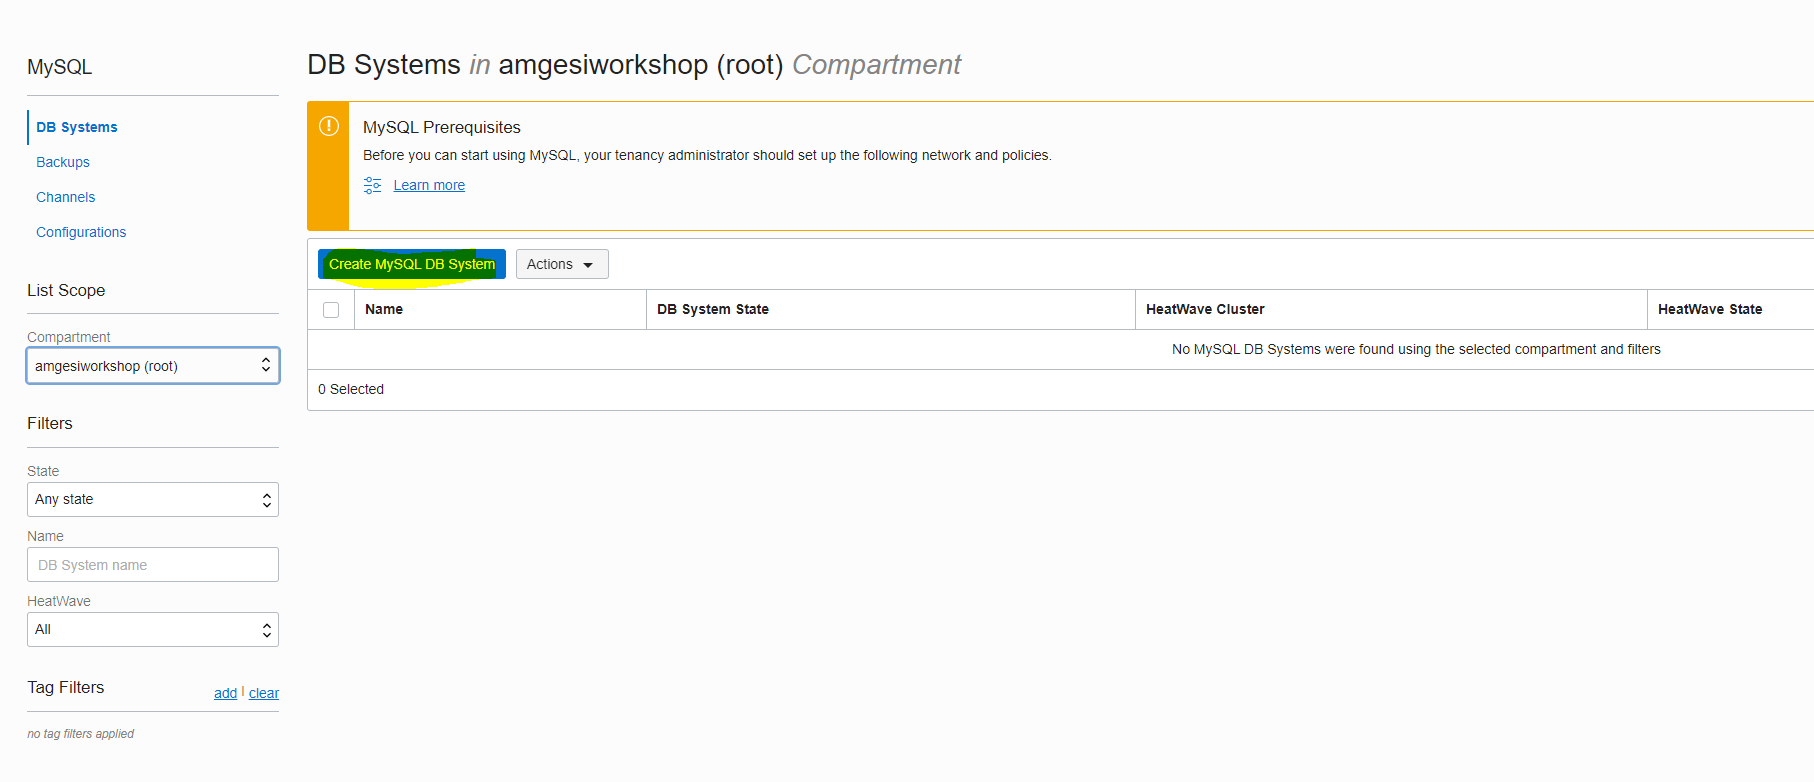 MySQL
DB Systems
Backups
Channels
Configurations
List Scope
Compartment
amgesiworkshop (root)
Filters
State
Any state
Name
DB System name
HeatWave
All
Tag Filters
add | clear
no tag filters applied
DB Systems in amgesiworkshop (root) Compartment
MySQL Prerequisites
Before you can start using MySQL, your tenancy administrator should set up the following network and policies.
Learn more
Create MySQL DB System Actions
Name DB System State HeatWave Cluster HeatWave State
No MySQL DB Systems were found using the selected compartment and filters
0 Selected